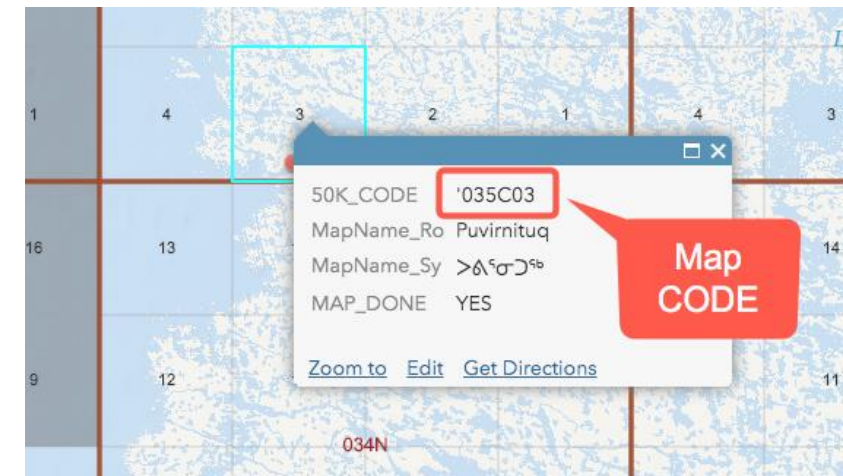 L
1
4
3
2
1
4
3
50K_CODE '035C03
MapName_Ro Puvirnituq
MapName_Sy ᐳᕕᕐᓂᑐᖅ
MAP_DONE YES
Zoom to Edit Get Directions
Map
CODE
16
13
14
9
12
11
034N